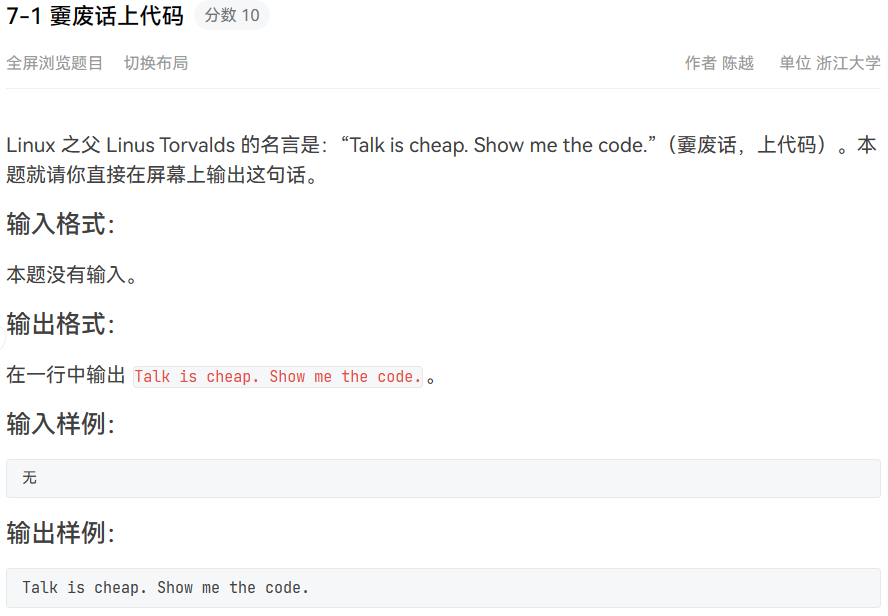 7-1 嫑废话上代码 分数 10
全屏浏览题目 切换布局 作者 陈越 单位 浙江大学
Linux 之父 Linus Torvalds 的名言是：“Talk is cheap. Show me the code.”（嫑废话，上代码）。本
题就请你直接在屏幕上输出这句话。
输入格式：
本题没有输入。
输出格式：
在一行中输出 Talk is cheap. Show me the code. 。
输入样例：
无
输出样例：
Talk is cheap. Show me the code.